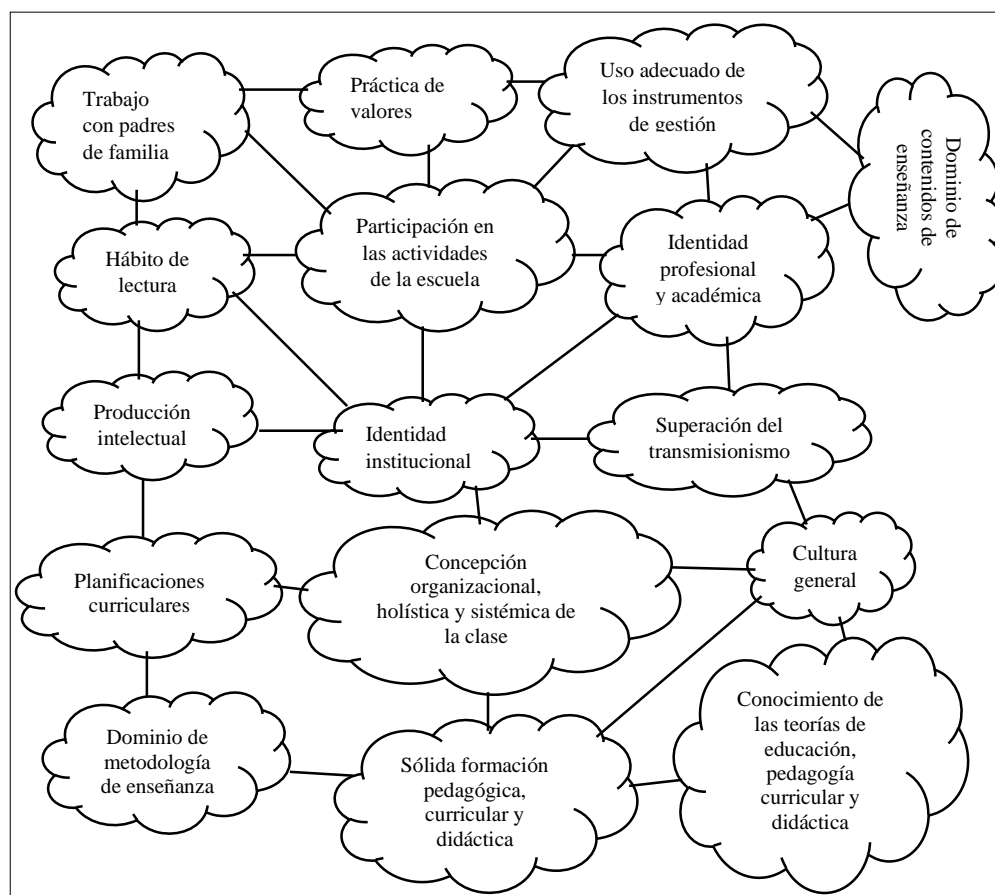 Trabajo
con padres
de familia
Práctica de
valores
Uso adecuado de
los instrumentos
de gestión
Dominio de
contenidos de
enseñanza
Hábito de
lectura
Participación en
las actividades
de la escuela
Identidad
profesional
y académica
Producción
intelectual
Identidad
institucional
Superación del
transmisionismo
Planificaciones
curriculares
Concepción
organizacional,
holística y sistémica de
la clase
Cultura
general
Dominio de
metodología
de enseñanza
Sólida formación
pedagógica,
curricular y
didáctica
Conocimiento de
las teorías de
educación,
pedagogía
curricular y
didáctica